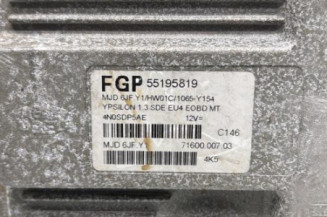 FGP 55195819
MJD 6JF Y1/HW01C/1065-Y154
YPSILON 1.3 SDE EU4 EOBD MT
4N0SDP5AE 12V=
C146
MJD 6JF Y1 71600.007.03
4K5